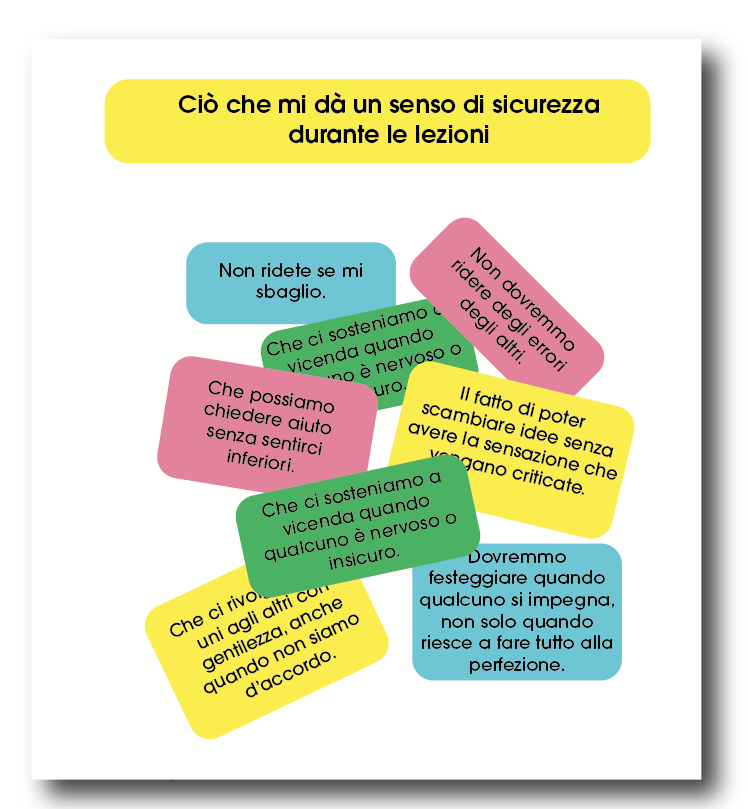 Ciò che mi dà un senso di sicurezza
durante le lezioni
Non ridete se mi
sbaglio.
Non dovremmo
ridere degli errori
degli altri.
Che ci sosteniamo
vicenda quando
è nervoso o
Che possiamo
chiedere aiuto
senza sentirci
inferiori.
Il fatto di poter
scambiare idee senza
avere la sensazione che
vengano criticate.
Che ci sosteniamo a
vicenda quando
qualcuno è nervoso o
insicuro.
Dovremmo
festeggiare quando
qualcuno si impegna,
non solo quando
riesce a fare tutto alla
perfezione.
Che ci
uni agli altri con
gentilezza, anche
quando non siamo
d’accordo.